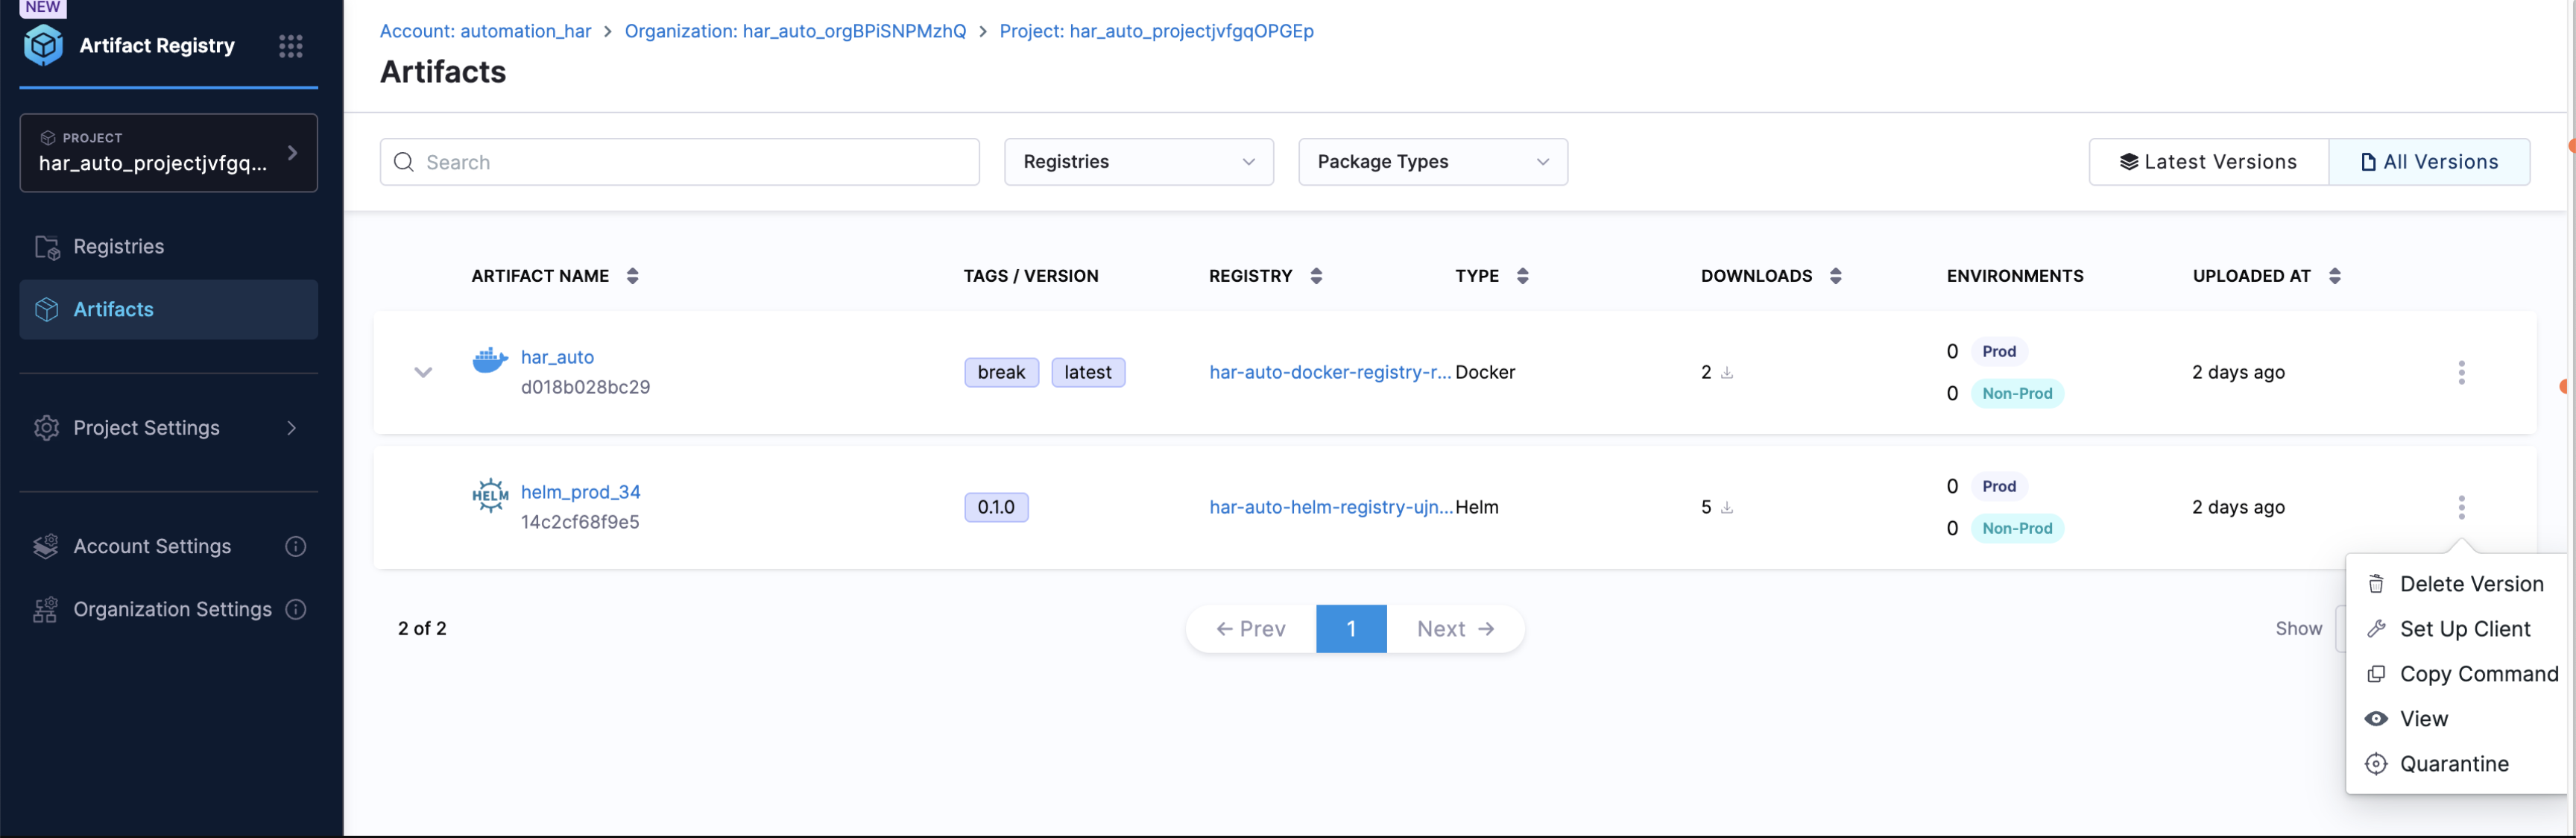 NEW
Artifact Registry
PROJECT
har_auto_projectjvfgq...
Registries
Artifacts
Project Settings
Account Settings
Organization Settings
Account: automation_har > Organization: har_auto_orgBPiSNPMzhQ > Project: har_auto_projectjvfgqOPGEp
Artifacts
Search
Registries
Package Types
Latest Versions
All Versions
ARTIFACT NAME TAGS / VERSION REGISTRY TYPE DOWNLOADS ENVIRONMENTS UPLOADED AT
har_auto
d018b028bc29
break latest
har-auto-docker-registry-r... Docker
2
0 Prod
0 Non-Prod
2 days ago
HELM
helm_prod_34
14c2cf68f9e5
0.1.0
har-auto-helm-registry-ujn... Helm
5
0 Prod
0 Non-Prod
2 days ago
2 of 2
← Prev 1 Next →
Show
Delete Version
Set Up Client
Copy Command
View
Quarantine